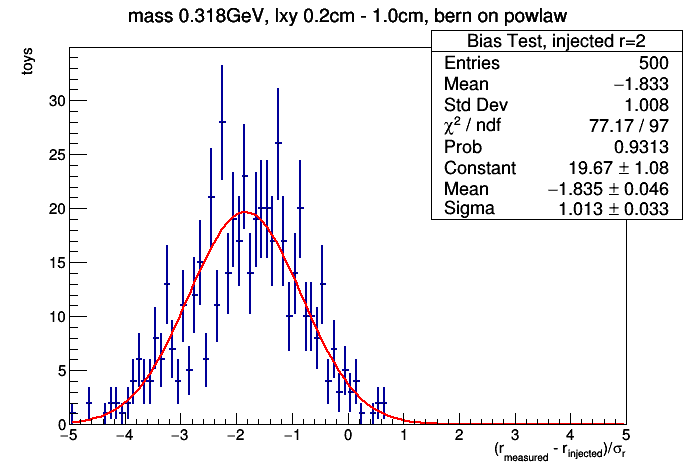 mass 0.318GeV, lxy 0.2cm - 1.0cm, bern on powlaw
Bias Test, injected r=2
Entries 500
Mean −1.833
Std Dev 1.008
χ² / ndf 77.17 / 97
Prob 0.9313
Constant 19.67 ± 1.08
Mean −1.835 ± 0.046
Sigma 1.013 ± 0.033
toys
30
25
20
15
10
5
0
−5 −4 −3 −2 −1 0 1 2 3 4 5
(r_measured - r_injected)/σ_r